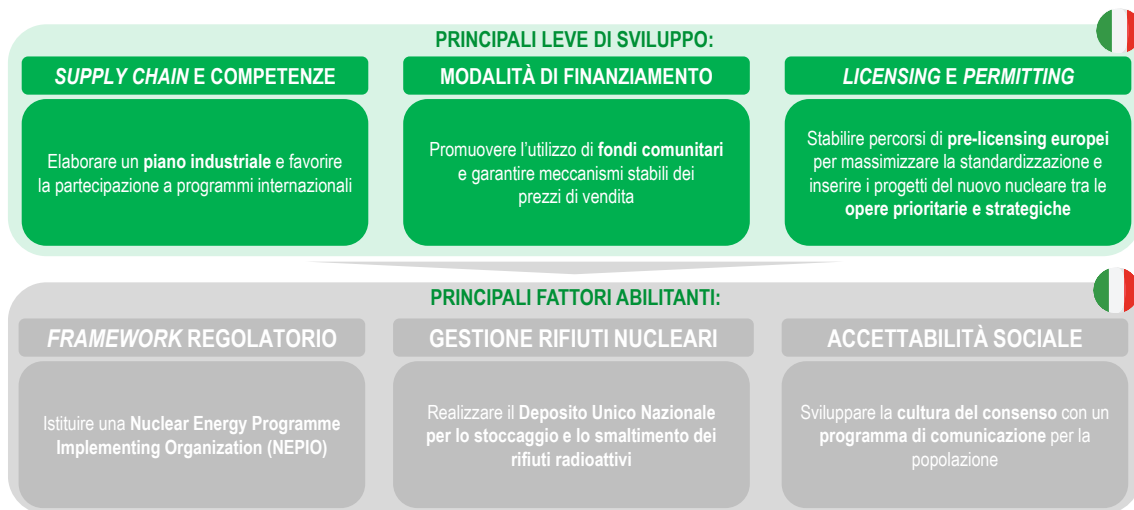 PRINCIPALI LEVE DI SVILUPPO:
SUPPLY CHAIN E COMPETENZE
Elaborare un piano industriale e favorire
la partecipazione a programmi internazionali
MODALITÀ DI FINANZIAMENTO
Promuovere l'utilizzo di fondi comunitari
e garantire meccanismi stabili dei
prezzi di vendita
LICENSING E PERMITTING
Stabilire percorsi di pre-licensing europei
per massimizzare la standardizzazione e
inserire i progetti del nuovo nucleare tra le
opere prioritarie e strategiche
PRINCIPALI FATTORI ABILITANTI:
FRAMEWORK REGOLATORIO
Istituire una Nuclear Energy Programme
Implementing Organization (NEPIO)
GESTIONE RIFIUTI NUCLEARI
Realizzare il Deposito Unico Nazionale
per lo stoccaggio e lo smaltimento dei
rifiuti radioattivi
ACCETTABILITÀ SOCIALE
Sviluppare la cultura del consenso con un
programma di comunicazione per la
popolazione